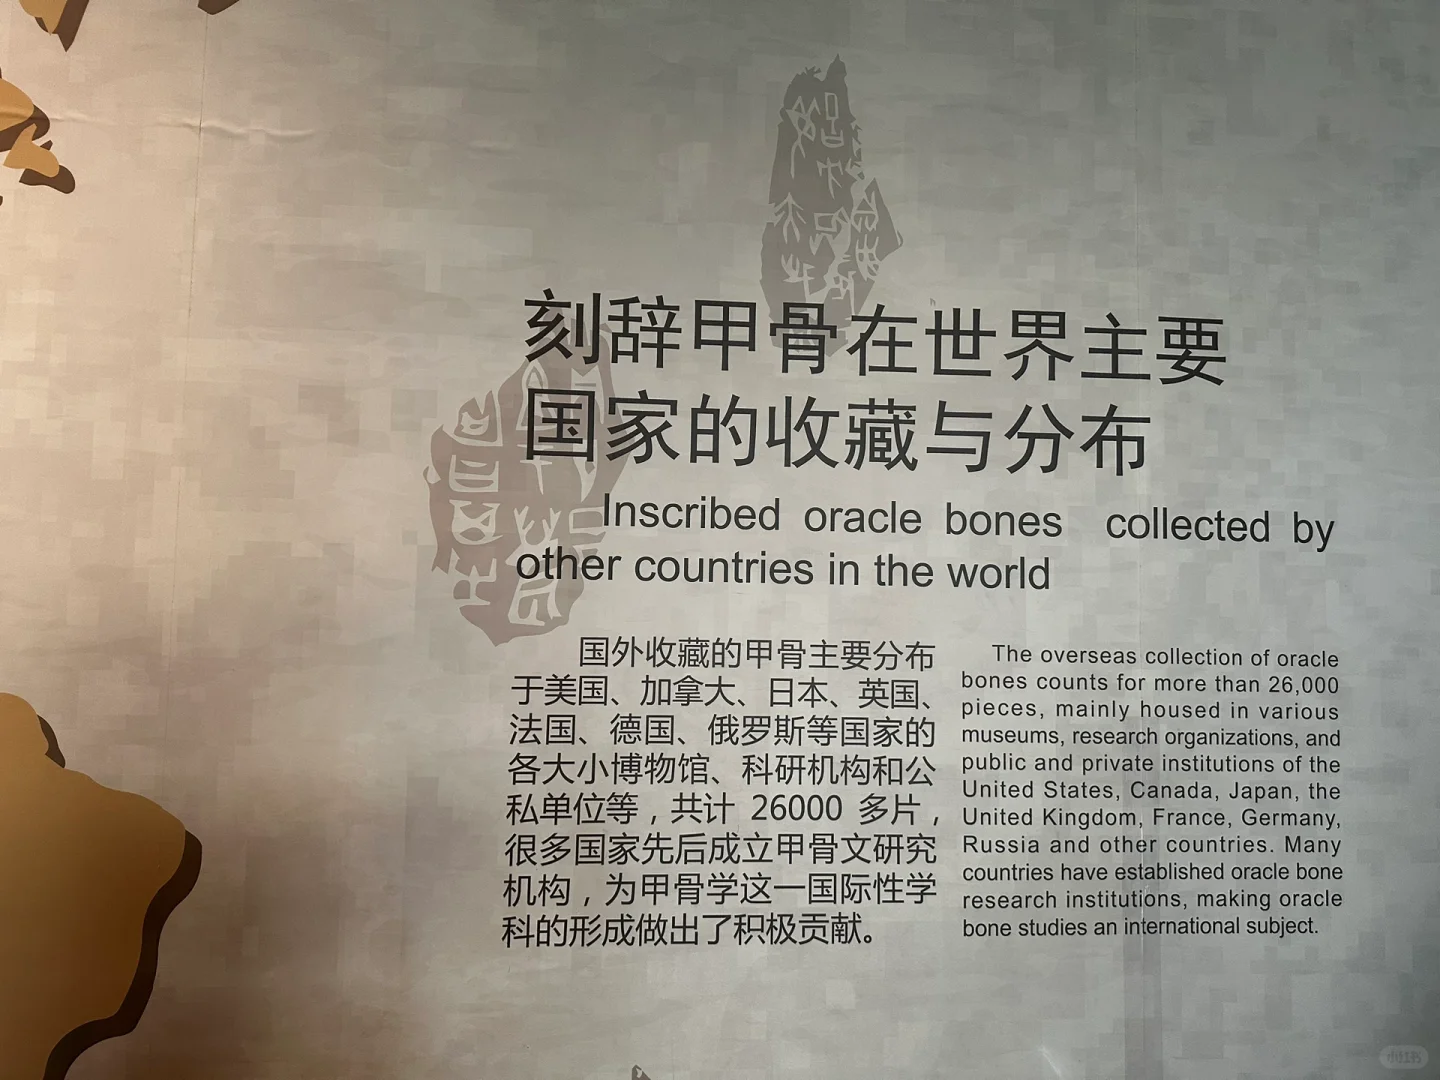 刻辞甲骨在世界主要
国家的收藏与分布
Inscribed oracle bones collected by
other countries in the world
国外收藏的甲骨主要分布
于美国、加拿大、日本、英国、
法国、德国、俄罗斯等国家的
各大小博物馆、科研机构和公
私单位等，共计 26000 多片，
很多国家先后成立甲骨文研究
机构，为甲骨学这一国际性学
科的形成做出了积极贡献。
The overseas collection of oracle
bones counts for more than 26,000
pieces, mainly housed in various
museums, research organizations, and
public and private institutions of the
United States, Canada, Japan, the
United Kingdom, France, Germany,
Russia and other countries. Many
countries have established oracle bone
research institutions, making oracle
bone studies an international subject.
小红书